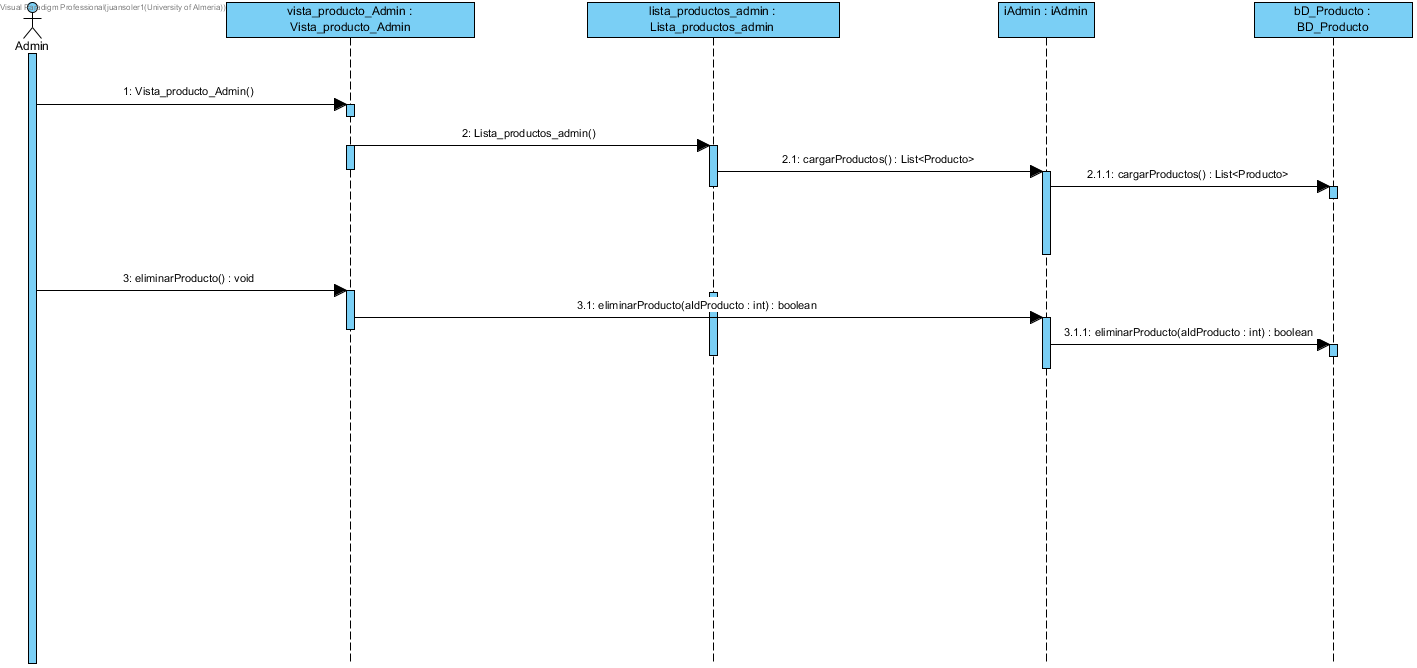 Visual Paradigm Professional(juansoler1(University of Almeria))
Admin
vista_producto_Admin :
Vista_producto_Admin
lista_productos_admin :
Lista_productos_admin
iAdmin : iAdmin
bD_Producto :
BD_Producto
1: Vista_producto_Admin()
2: Lista_productos_admin()
2.1: cargarProductos() : List<Producto>
2.1.1: cargarProductos() : List<Producto>
3: eliminarProducto() : void
3.1: eliminarProducto(aIdProducto : int) : boolean
3.1.1: eliminarProducto(aIdProducto : int) : boolean